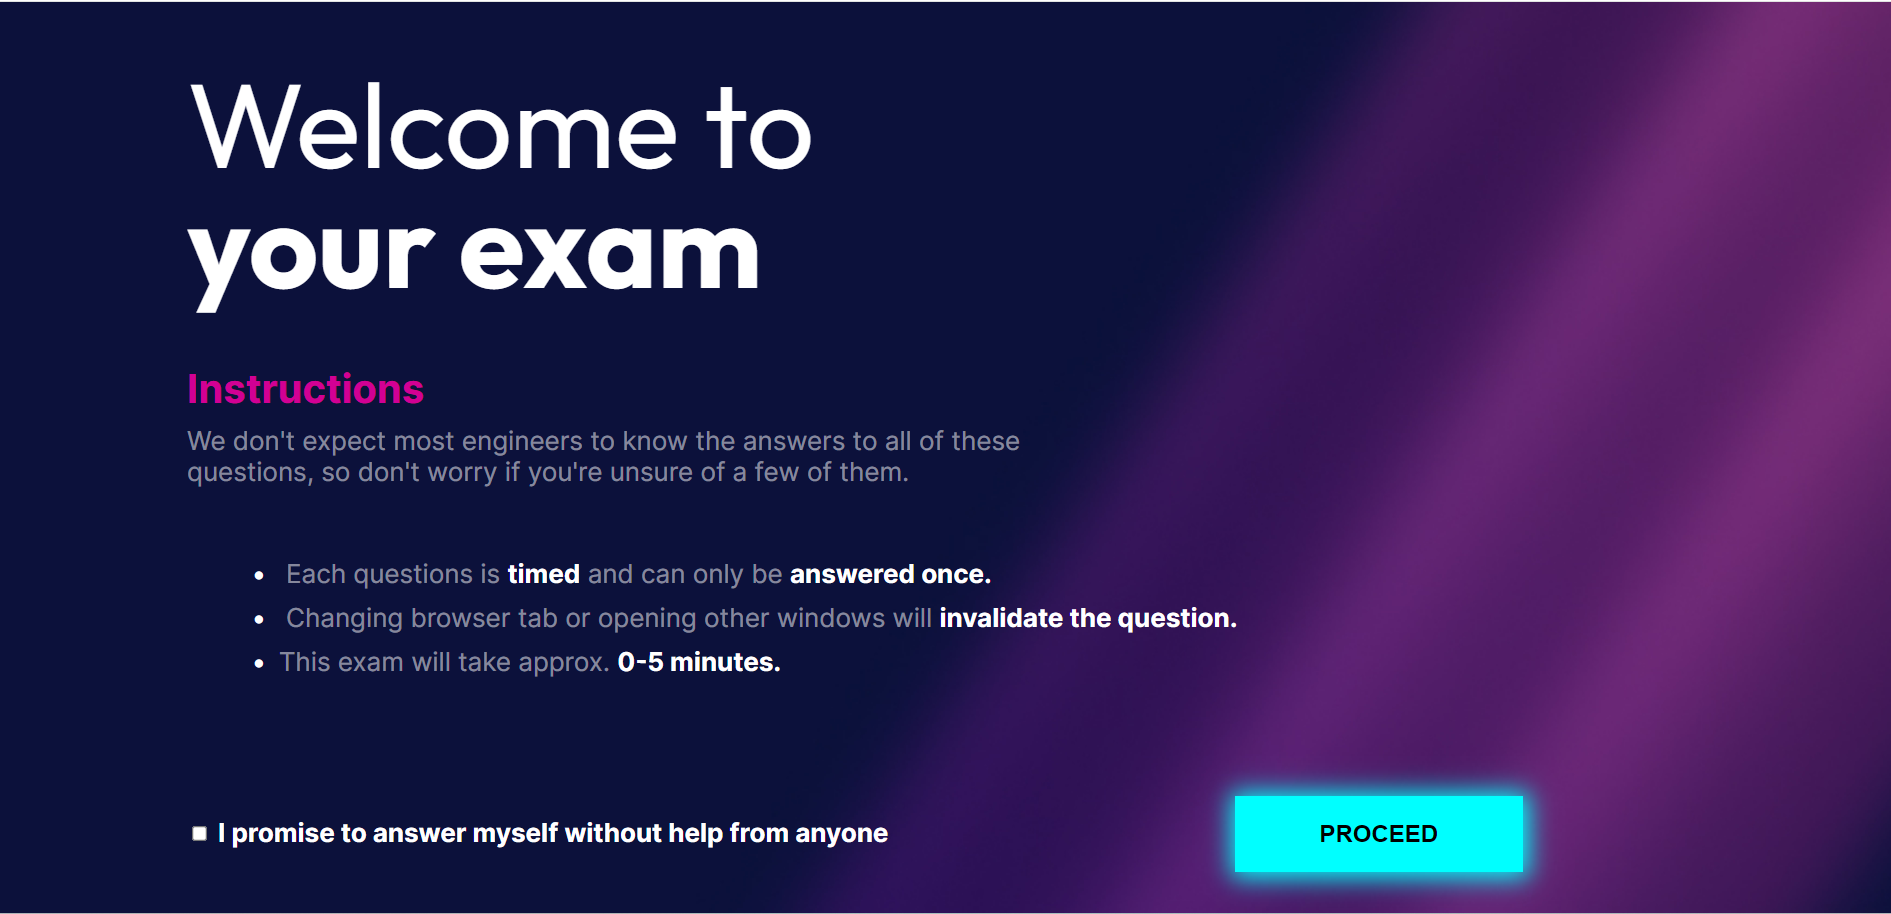 Welcome to
your exam
Instructions
We don't expect most engineers to know the answers to all of these
questions, so don't worry if you're unsure of a few of them.
Each questions is timed and can only be answered once.
Changing browser tab or opening other windows will invalidate the question.
This exam will take approx. 0-5 minutes.
I promise to answer myself without help from anyone
PROCEED